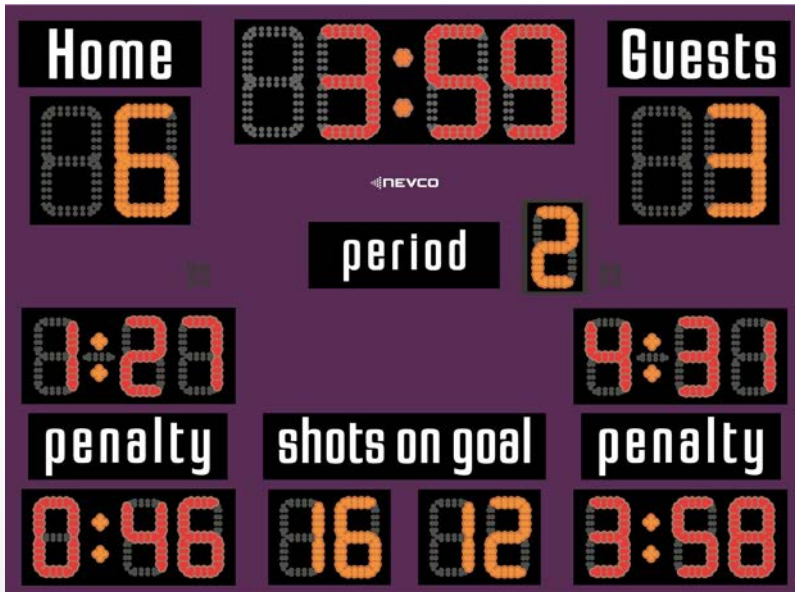 Home 3:59 Guests
6 3
NEVCO
period 2
1:27 4:31
penalty shots on goal penalty
0:46 16 12 3:58